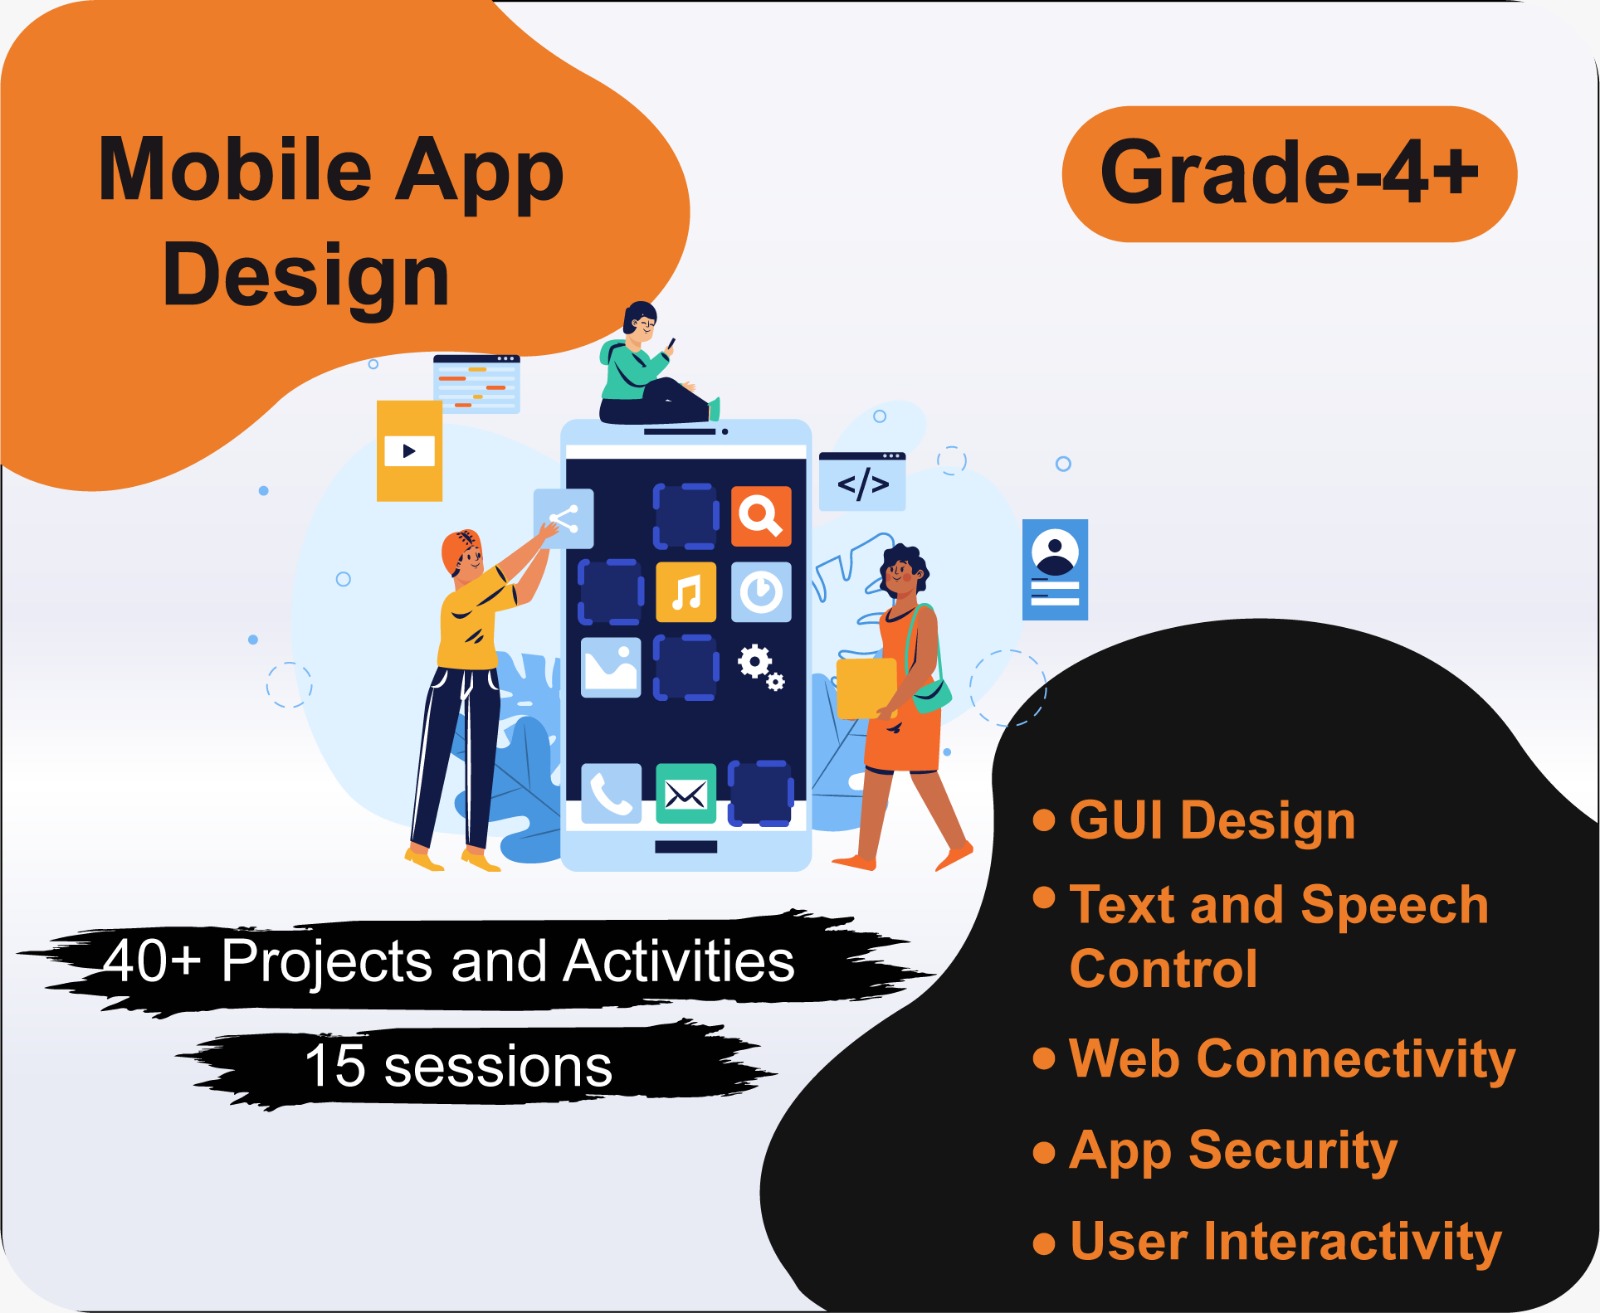 Mobile App
Design
Grade-4+
</>
40+ Projects and Activities
15 sessions
• GUI Design
• Text and Speech
Control
• Web Connectivity
• App Security
• User Interactivity